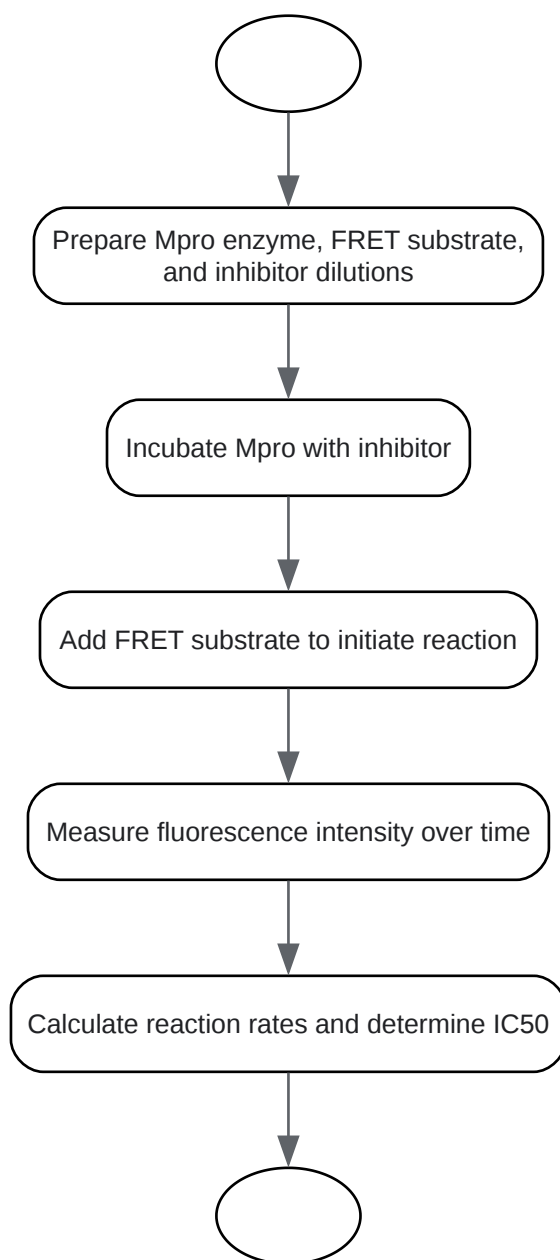 Prepare Mpro enzyme, FRET substrate,
and inhibitor dilutions
Incubate Mpro with inhibitor
Add FRET substrate to initiate reaction
Measure fluorescence intensity over time
Calculate reaction rates and determine IC50